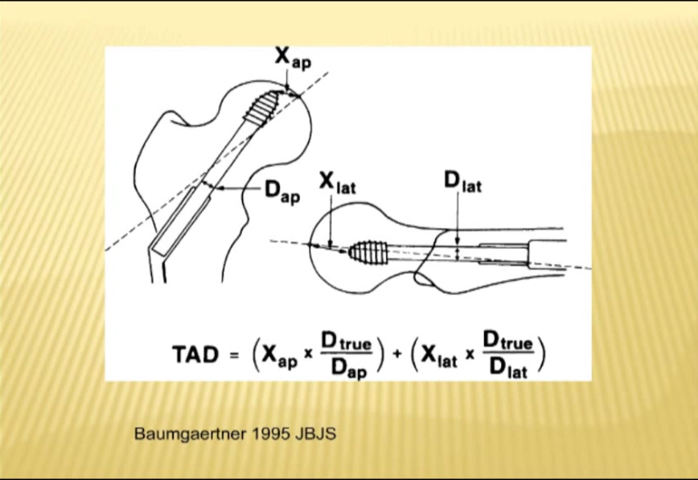 Xap
Dap
Xlat
Dlat
TAD = (Xap × Dtrue/Dap) + (Xlat × Dtrue/Dlat)
Baumgaertner 1995 JBJS